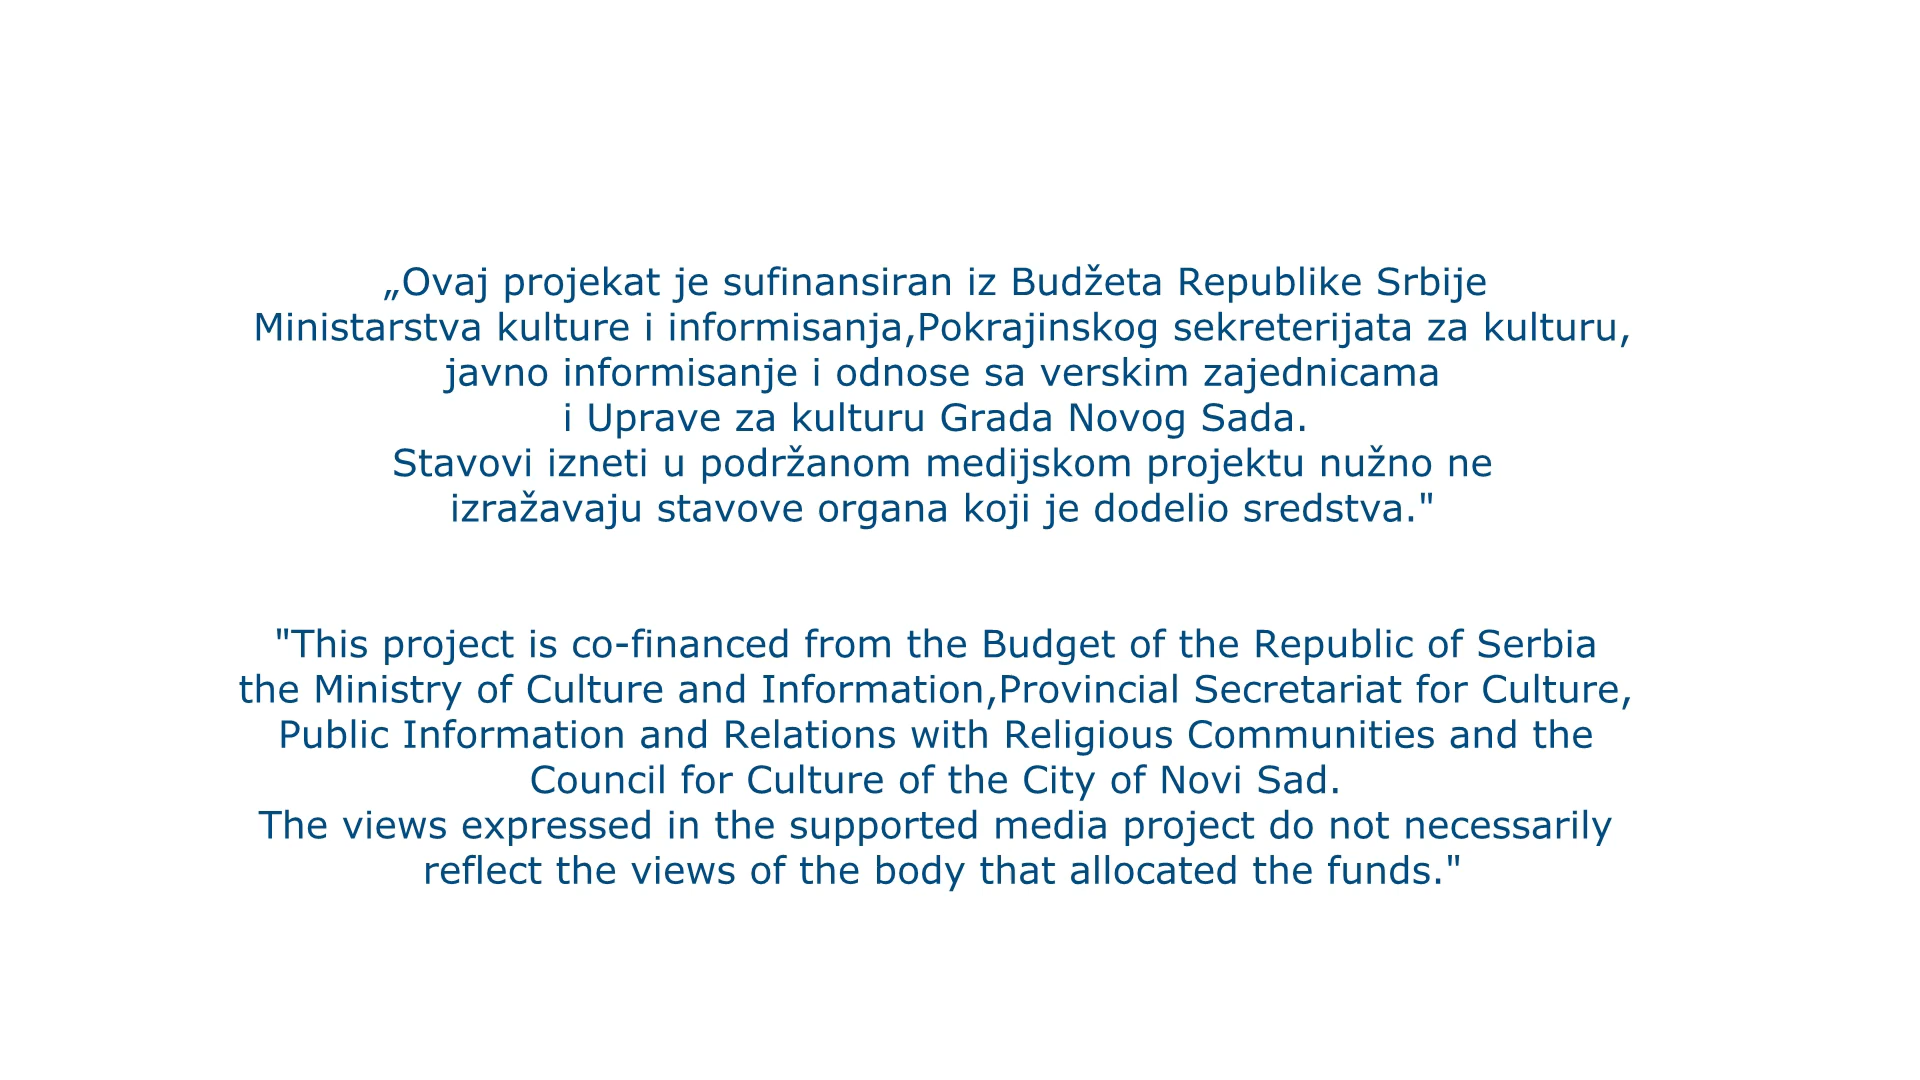 „Ovaj projekat je sufinansiran iz Budžeta Republike Srbije
Ministarstva kulture i informisanja,Pokrajinskog sekreterijata za kulturu,
javno informisanje i odnose sa verskim zajednicama
i Uprave za kulturu Grada Novog Sada.
Stavovi izneti u podržanom medijskom projektu nužno ne
izražavaju stavove organa koji je dodelio sredstva."
"This project is co-financed from the Budget of the Republic of Serbia
the Ministry of Culture and Information,Provincial Secretariat for Culture,
Public Information and Relations with Religious Communities and the
Council for Culture of the City of Novi Sad.
The views expressed in the supported media project do not necessarily
reflect the views of the body that allocated the funds."